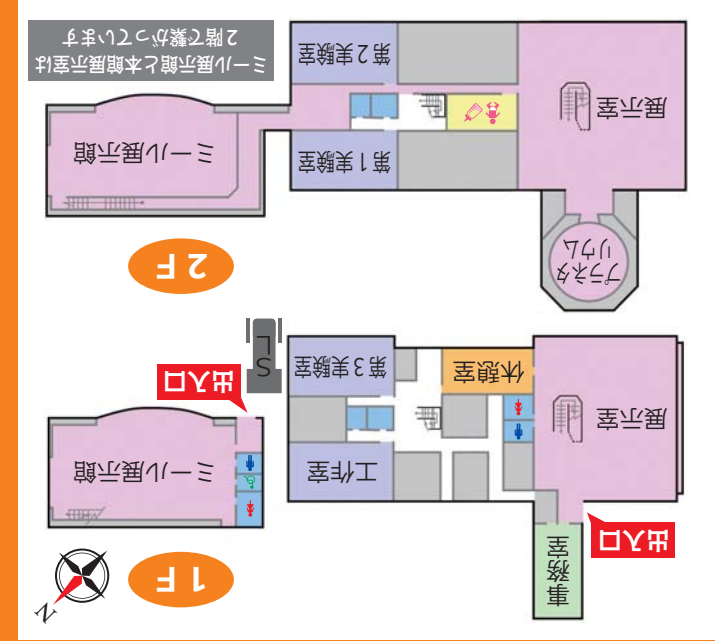 1F
N
事務室
出入口
工作室
展示室
休憩室
第3実験室
SL
ミール展示館
出入口
2F
プラネタ
リウム
展示室
第1実験室
第2実験室
ミール展示館
ミール展示館と本館展示室は
2階で繋がっています